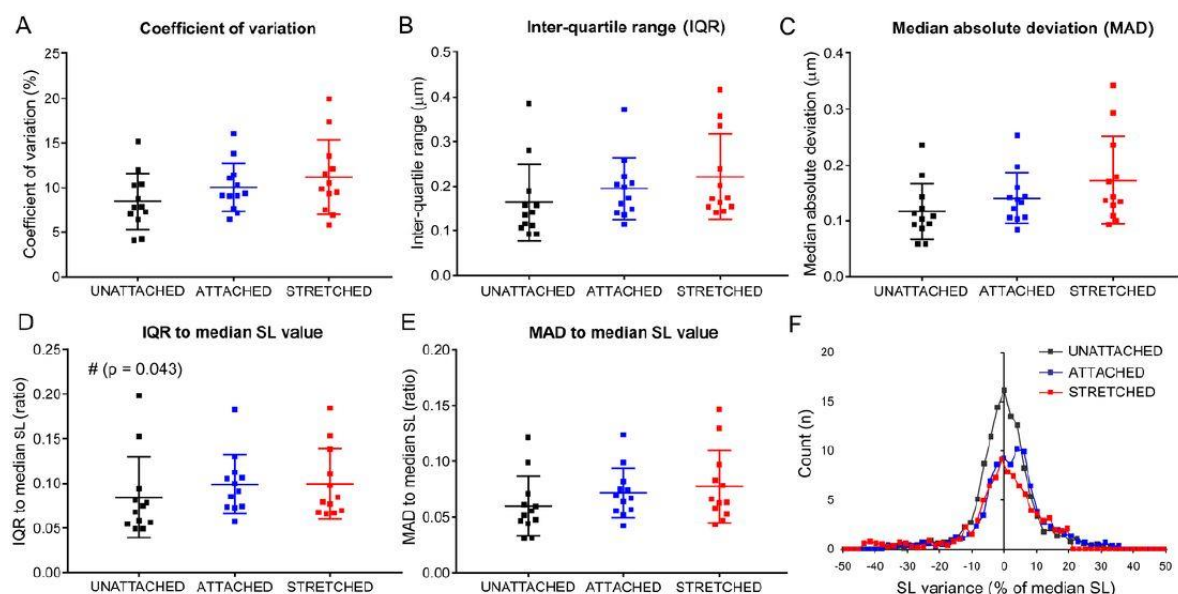 A
Coefficient of variation
Coefficient of variation (%)
25
20
15
10
5
0
UNATTACHED ATTACHED STRETCHED
B
Inter-quartile range (IQR)
Inter-quartile range (μm)
0.5
0.4
0.3
0.2
0.1
0.0
UNATTACHED ATTACHED STRETCHED
C
Median absolute deviation (MAD)
Median absolute deviation (μm)
0.4
0.3
0.2
0.1
0.0
UNATTACHED ATTACHED STRETCHED
D
IQR to median SL value
IQR to median SL (ratio)
0.25
0.20
0.15
0.10
0.05
0.00
# (p = 0.043)
UNATTACHED ATTACHED STRETCHED
E
MAD to median SL value
MAD to median SL (ratio)
0.20
0.15
0.10
0.05
0.00
UNATTACHED ATTACHED STRETCHED
F
UNATTACHED
ATTACHED
STRETCHED
Count (n)
20
15
10
5
0
-50 -40 -30 -20 -10 0 10 20 30 40 50
SL variance (% of median SL)